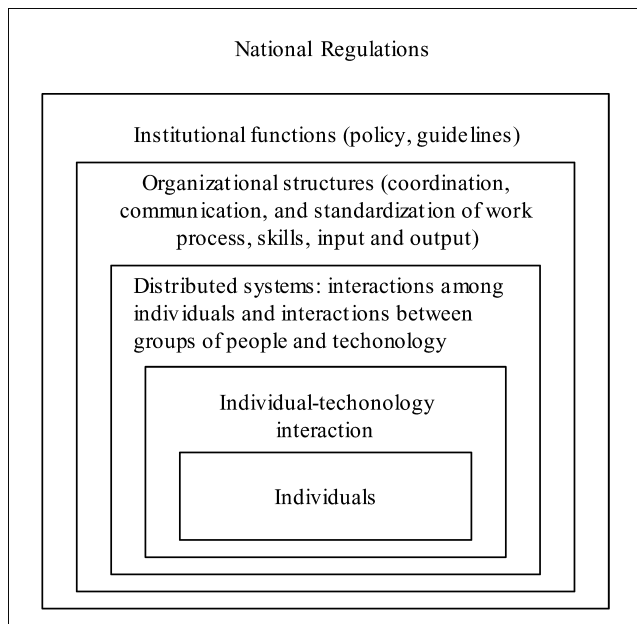 National Regulations
Institutional functions (policy, guidelines)
Organizational structures (coordination,
communication, and standardization of work
process, skills, input and output)
Distributed systems: interactions among
individuals and interactions between
groups of people and techonology
Individual-techonology
interaction
Individuals